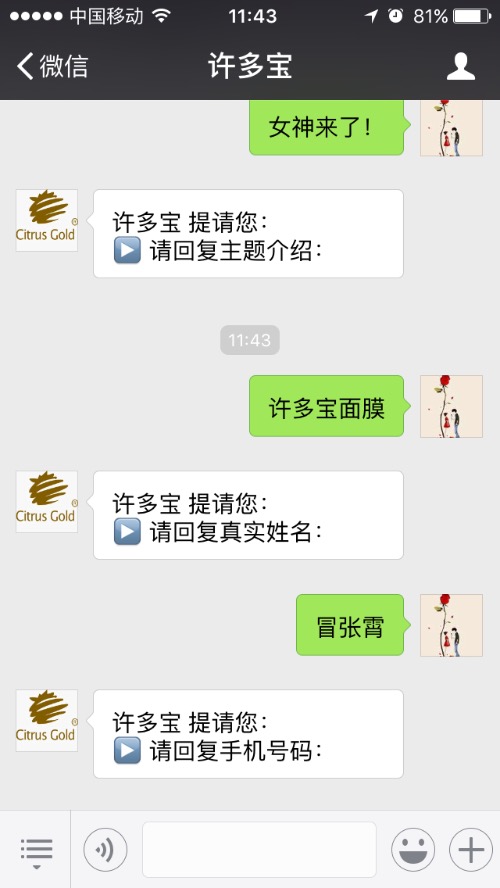 中国移动 11:43 81%
微信 许多宝
女神来了！
Citrus Gold ®
许多宝 提请您：
请回复主题介绍：
11:43
许多宝面膜
Citrus Gold ®
许多宝 提请您：
请回复真实姓名：
冒张霄
Citrus Gold ®
许多宝 提请您：
请回复手机号码：